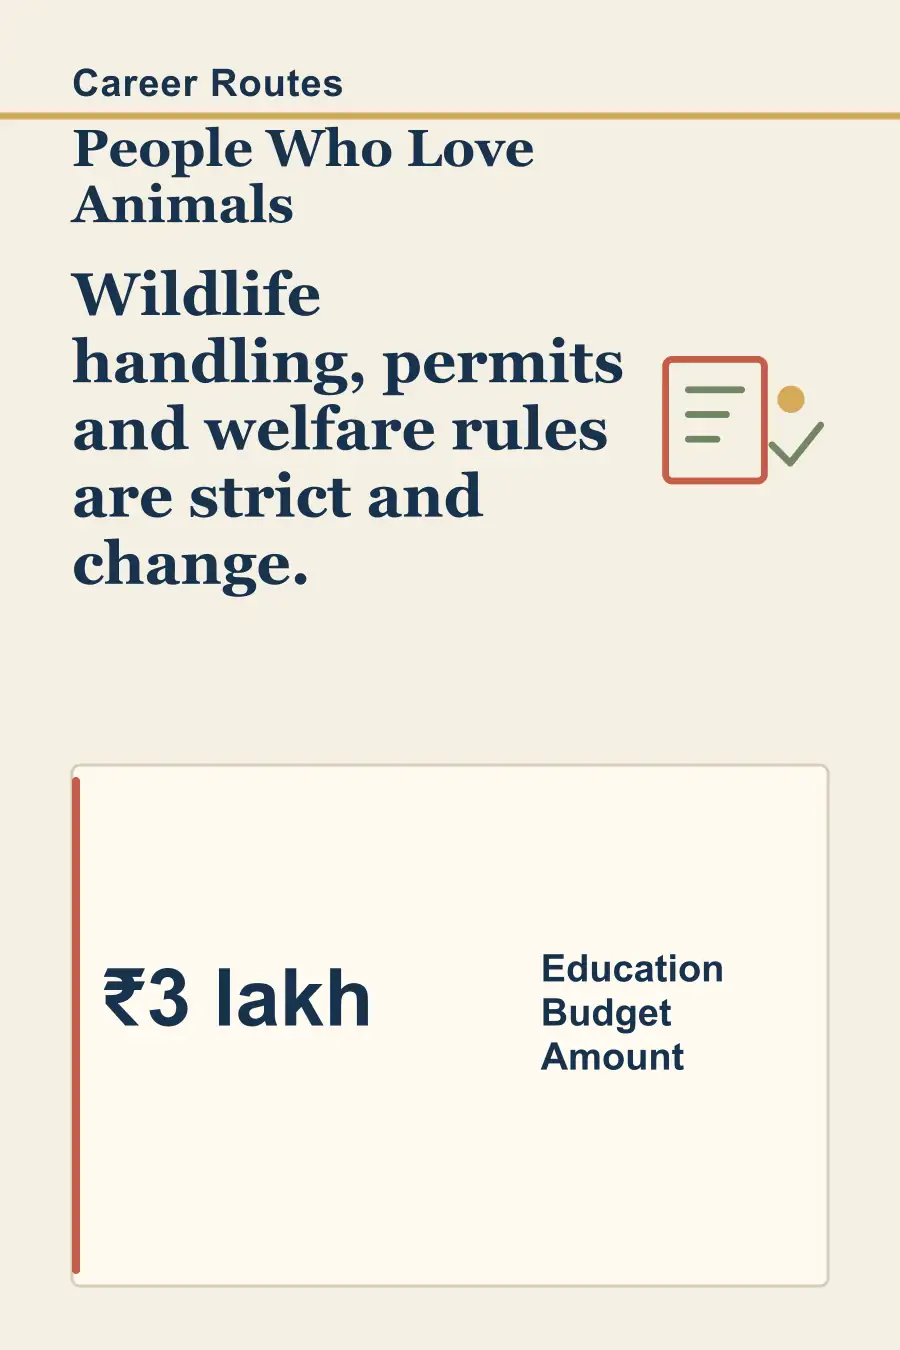 Career Routes
People Who Love
Animals
Wildlife
handling, permits
and welfare rules
are strict and
change.
₹3 lakh
Education
Budget
Amount